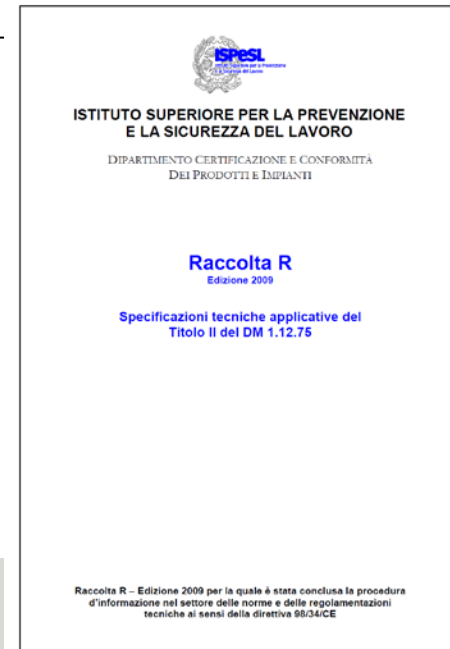 ISPeSL
ISTITUTO SUPERIORE PER LA PREVENZIONE
E LA SICUREZZA DEL LAVORO
DIPARTIMENTO CERTIFICAZIONE E CONFORMITÀ
DEI PRODOTTI E IMPIANTI
Raccolta R
Edizione 2009
Specificazioni tecniche applicative del
Titolo II del DM 1.12.75
Raccolta R – Edizione 2009 per la quale è stata conclusa la procedura
d'informazione nel settore delle norme e delle regolamentazioni
tecniche ai sensi della direttiva 98/34/CE